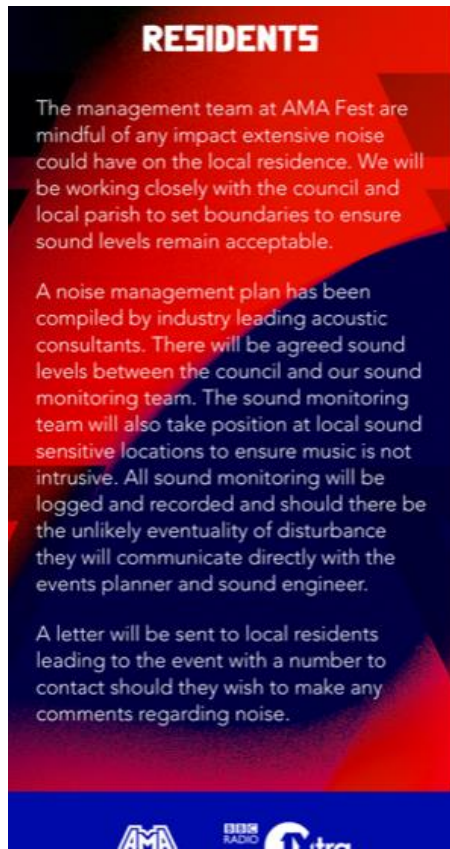 RESIDENTS
The management team at AMA Fest are
mindful of any impact extensive noise
could have on the local residence. We will
be working closely with the council and
local parish to set boundaries to ensure
sound levels remain acceptable.
A noise management plan has been
compiled by industry leading acoustic
consultants. There will be agreed sound
levels between the council and our sound
monitoring team. The sound monitoring
team will also take position at local sound
sensitive locations to ensure music is not
intrusive. All sound monitoring will be
logged and recorded and should there be
the unlikely eventuality of disturbance
they will communicate directly with the
events planner and sound engineer.
A letter will be sent to local residents
leading to the event with a number to
contact should they wish to make any
comments regarding noise.
AMA
BBC
RADIO